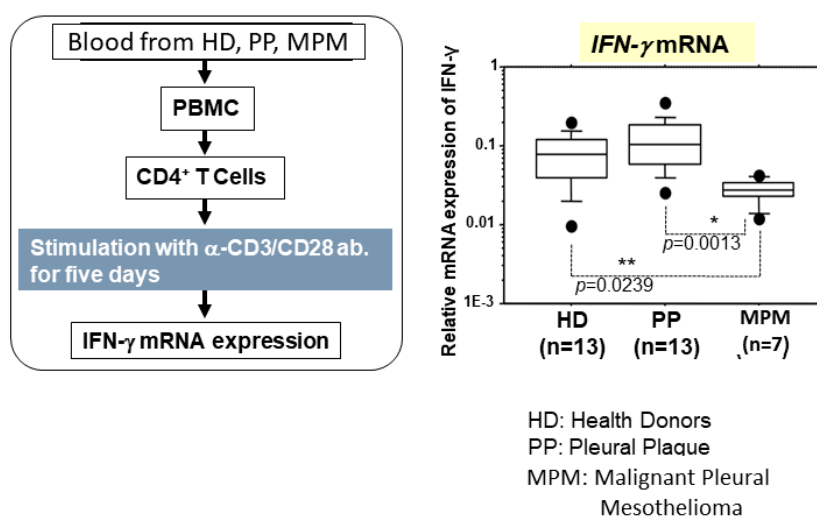 Blood from HD, PP, MPM
PBMC
CD4⁺ T Cells
Stimulation with α-CD3/CD28 ab.
for five days
IFN-γ mRNA expression
IFN-γ mRNA
Relative mRNA expression of IFN-γ
1
0.1
0.01
1E-3
*
p=0.0013
**
p=0.0239
HD
(n=13)
PP
(n=13)
MPM
(n=7)
HD: Health Donors
PP: Pleural Plaque
MPM: Malignant Pleural
Mesothelioma